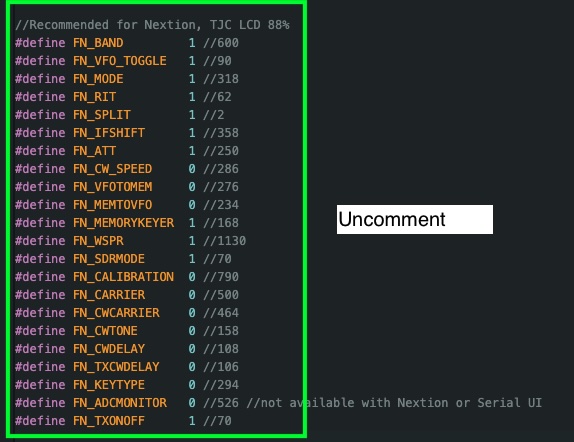 //Recommended for Nextion, TJC LCD 88%
#define FN_BAND 1 //600
#define FN_VFO_TOGGLE 1 //90
#define FN_MODE 1 //318
#define FN_RIT 1 //62
#define FN_SPLIT 1 //2
#define FN_IFSHIFT 1 //358
#define FN_ATT 1 //250
#define FN_CW_SPEED 0 //286
#define FN_VFOTOMEM 0 //276
#define FN_MEMTOVFO 0 //234
#define FN_MEMORYKEYER 1 //168
Uncomment
#define FN_WSPR 1 //1130
#define FN_SDRMODE 1 //70
#define FN_CALIBRATION 0 //790
#define FN_CARRIER 0 //500
#define FN_CWCARRIER 0 //464
#define FN_CWTONE 0 //158
#define FN_CWDELAY 0 //108
#define FN_TXCWDELAY 0 //106
#define FN_KEYTYPE 0 //294
#define FN_ADCMONITOR 0 //526 //not available with Nextion or Serial UI
#define FN_TXONOFF 1 //70